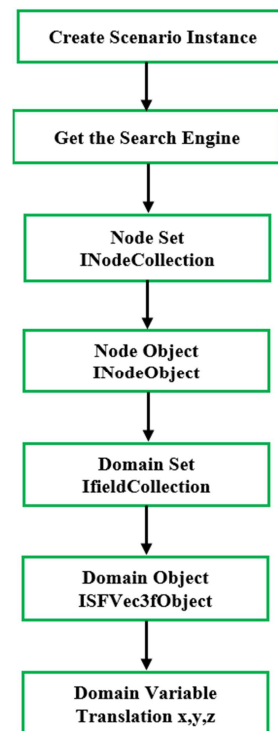 Create Scenario Instance
Get the Search Engine
Node Set
INodeCollection
Node Object
INodeObject
Domain Set
IfieldCollection
Domain Object
ISFVec3fObject
Domain Variable
Translation x,y,z